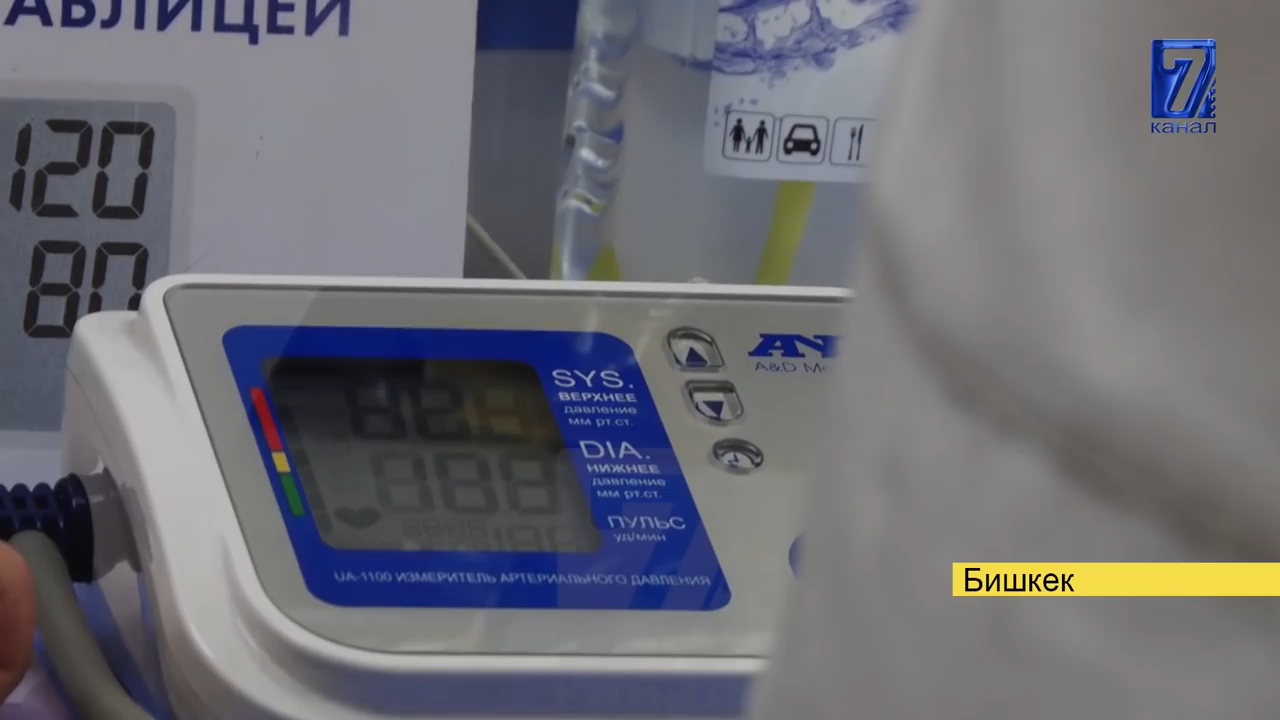 АБЛИЦЕЙ
7
канал
120
80
SYS.
ВЕРХНЕЕ
давление
мм рт.ст.
DIA.
НИЖНЕЕ
давление
мм рт.ст.
ПУЛЬС
уд/мин
UA-1100 ИЗМЕРИТЕЛЬ АРТЕРИАЛЬНОГО ДАВЛЕНИЯ
A&D
Бишкек